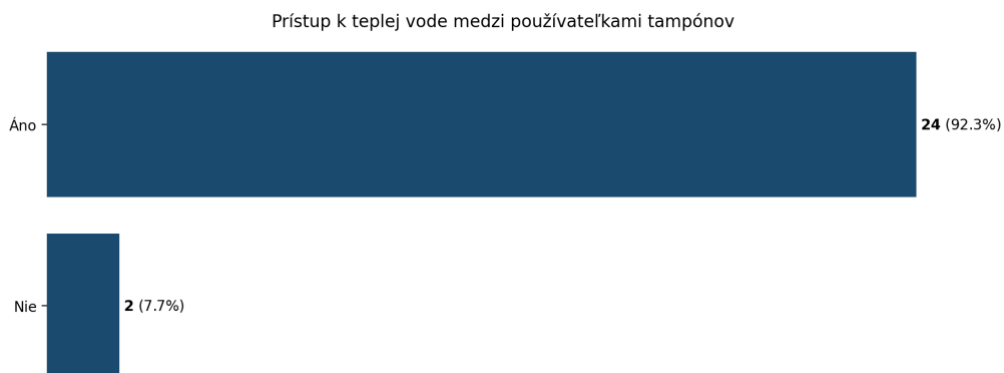 Prístup k teplej vode medzi používateľkami tampónov
Áno
24 (92.3%)
Nie
2 (7.7%)